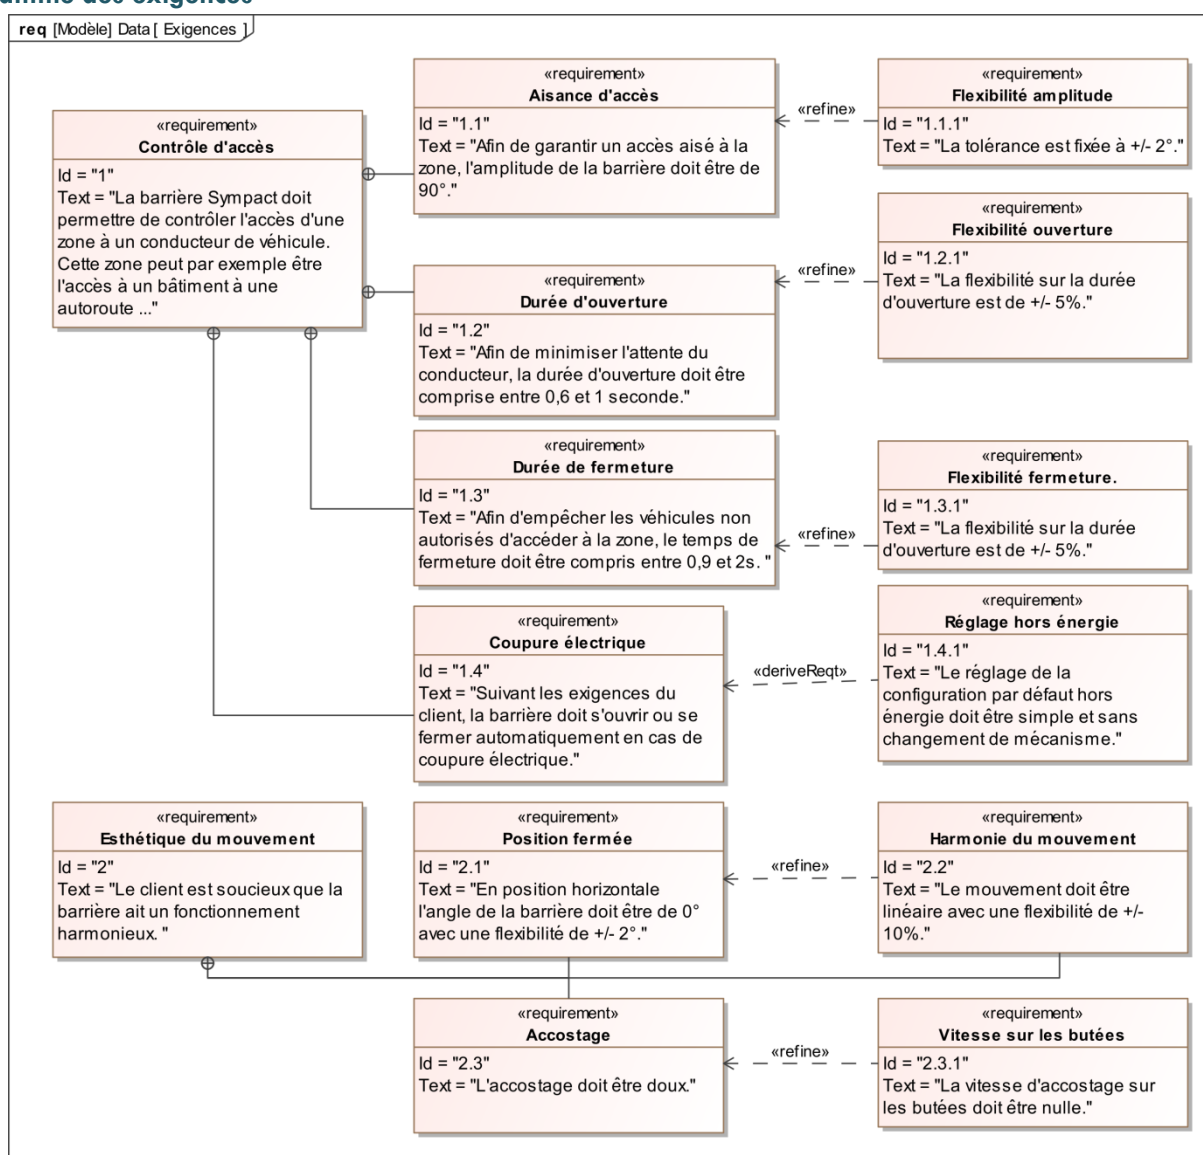 req [Modèle] Data [ Exigences ]
«requirement»
Contrôle d'accès
Id = "1"
Text = "La barrière Sympact doit
permettre de contrôler l'accès d'une
zone à un conducteur de véhicule.
Cette zone peut par exemple être
l'accès à un bâtiment à une
autoroute ..."
«requirement»
Aisance d'accès
Id = "1.1"
Text = "Afin de garantir un accès aisé à la
zone, l'amplitude de la barrière doit être de
90°."
«refine»
«requirement»
Flexibilité amplitude
Id = "1.1.1"
Text = "La tolérance est fixée à +/- 2°."
«requirement»
Durée d'ouverture
Id = "1.2"
Text = "Afin de minimiser l'attente du
conducteur, la durée d'ouverture doit être
comprise entre 0,6 et 1 seconde."
«refine»
«requirement»
Flexibilité ouverture
Id = "1.2.1"
Text = "La flexibilité sur la durée
d'ouverture est de +/- 5%."
«requirement»
Durée de fermeture
Id = "1.3"
Text = "Afin d'empêcher les véhicules non
autorisés d'accéder à la zone, le temps de
fermeture doit être compris entre 0,9 et 2s. "
«refine»
«requirement»
Flexibilité fermeture.
Id = "1.3.1"
Text = "La flexibilité sur la durée
d'ouverture est de +/- 5%."
«requirement»
Coupure électrique
Id = "1.4"
Text = "Suivant les exigences du
client, la barrière doit s'ouvrir ou se
fermer automatiquement en cas de
coupure électrique."
«deriveReqt»
«requirement»
Réglage hors énergie
Id = "1.4.1"
Text = "Le réglage de la
configuration par défaut hors
énergie doit être simple et sans
changement de mécanisme."
«requirement»
Esthétique du mouvement
Id = "2"
Text = "Le client est soucieux que la
barrière ait un fonctionnement
harmonieux. "
«requirement»
Position fermée
Id = "2.1"
Text = "En position horizontale
l'angle de la barrière doit être de 0°
avec une flexibilité de +/- 2°."
«refine»
«requirement»
Harmonie du mouvement
Id = "2.2"
Text = "Le mouvement doit être
linéaire avec une flexibilité de +/-
10%."
«requirement»
Accostage
Id = "2.3"
Text = "L'accostage doit être doux."
«refine»
«requirement»
Vitesse sur les butées
Id = "2.3.1"
Text = "La vitesse d'accostage sur
les butées doit être nulle."